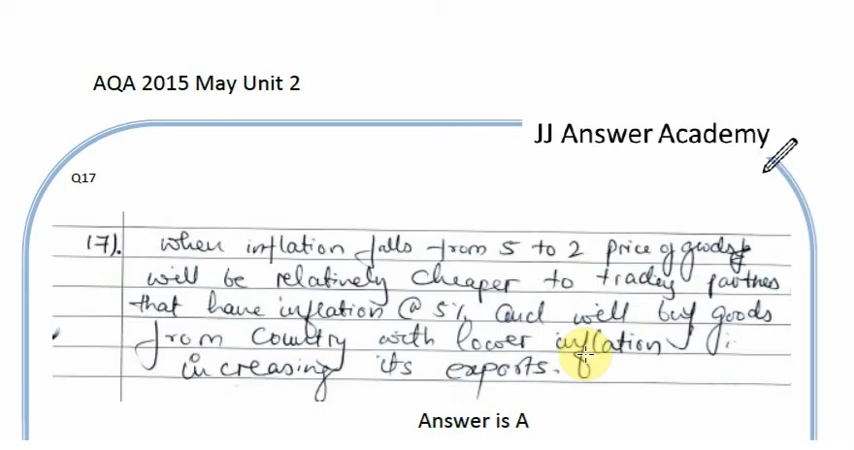 AQA 2015 May Unit 2
JJ Answer Academy
Q17
17). when inflation falls from 5 to 2 price of goods
will be relatively cheaper to trading partners
that have inflation @ 5% and will buy goods
from country with lower inflation
increasing its exports.
Answer is A